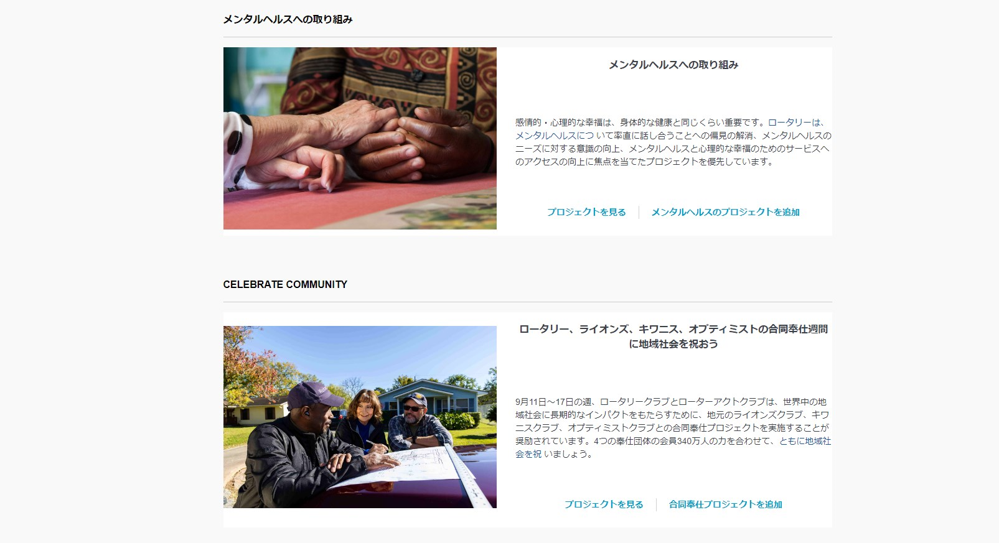 メンタルヘルスへの取り組み
メンタルヘルスへの取り組み
感情的・心理的な幸福は、身体的な健康と同じくらい重要です。ロータリーは、
メンタルヘルスにつ いて率直に話し合うことへの偏見の解消、メンタルヘルスの
ニーズに対する意識の向上、メンタルヘルスと心理的な幸福のためのサービスへ
のアクセスの向上に焦点を当てたプロジェクトを優先しています。
プロジェクトを見る
メンタルヘルスのプロジェクトを追加
CELEBRATE COMMUNITY
ロータリー、ライオンズ、キワニス、オプティミストの合同奉仕週間
に地域社会を祝おう
9月11日～17日の週、ロータリークラブとローターアクトクラブは、世界中の地
域社会に長期的なインパクトをもたらすために、地元のライオンズクラブ、キワ
ニスクラブ、オプティミストクラブとの合同奉仕プロジェクトを実施することが
奨励されています。4つの奉仕団体の会員340万人の力を合わせて、ともに地域社
会を祝 いましょう。
プロジェクトを見る
合同奉仕プロジェクトを追加